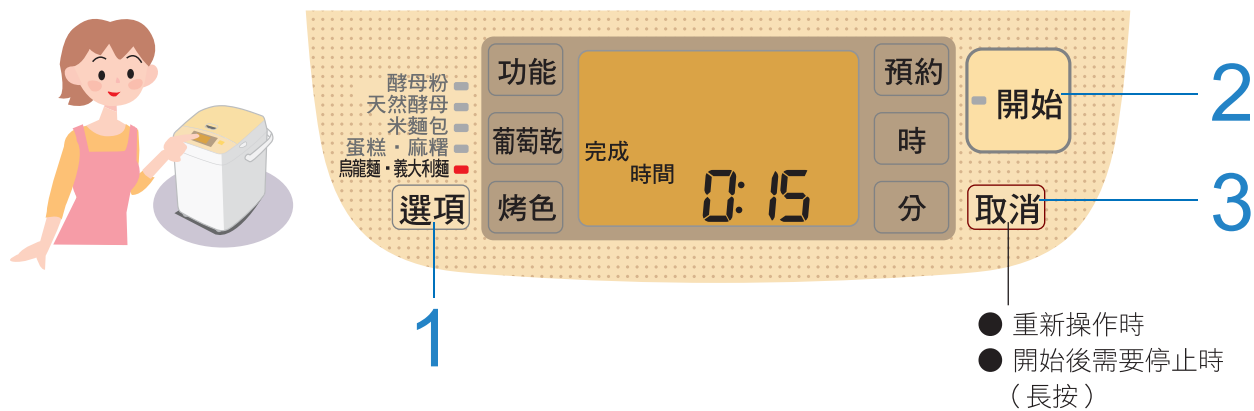 酵母粉
天然酵母
米麵包
蛋糕・麻糬
烏龍麵・義大利麵
選項
功能
葡萄乾
烤色
完成
時間
0:15
預約
時
分
開始
取消
1
2
3
● 重新操作時
● 開始後需要停止時
（長按）